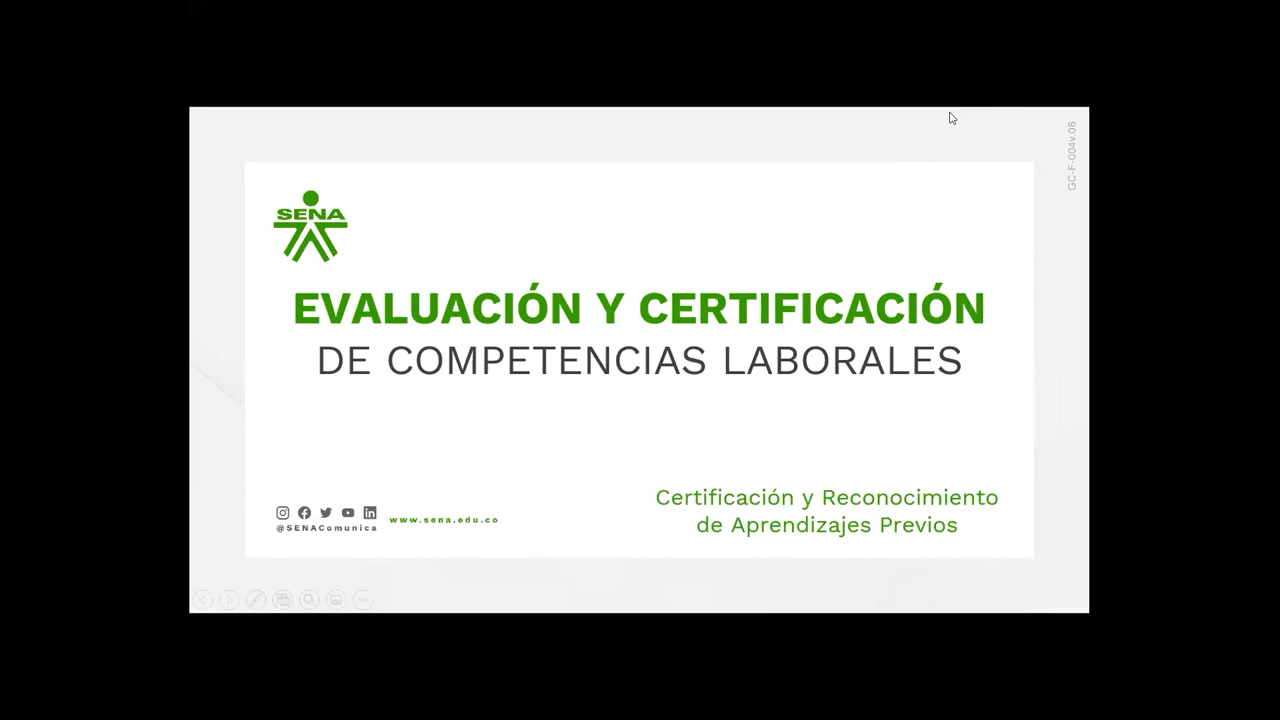 GC-F-004v.08
SENA
EVALUACIÓN Y CERTIFICACIÓN
DE COMPETENCIAS LABORALES
Certificación y Reconocimiento
de Aprendizajes Previos
@SENAComunica
www.sena.edu.co